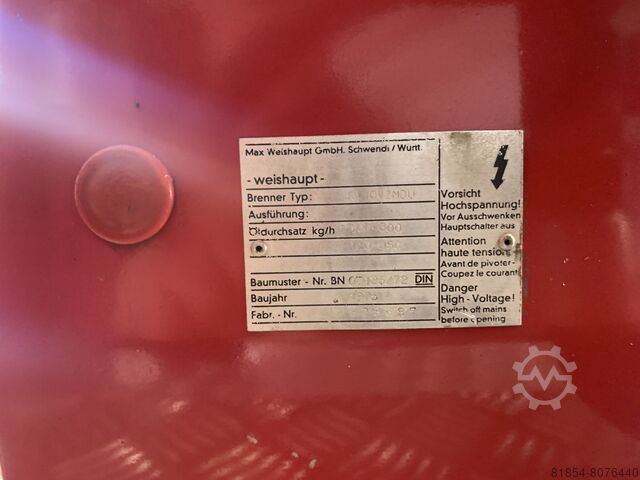 Max Weishaupt GmbH. Schwendi / Württ.
- weishaupt -
Brenner Typ:
Ausführung:
Öldurchsatz kg/h
Baumuster - Nr. BN DIN
Baujahr
Fabr. - Nr.
Vorsicht
Hochspannung!
Vor Ausschwenken
Hauptschalter aus
Attention
haute tension
Avant de pivoter-
Coupez le courant
Danger
High - Voltage!
Switch off mains
before opening
81854-8076440